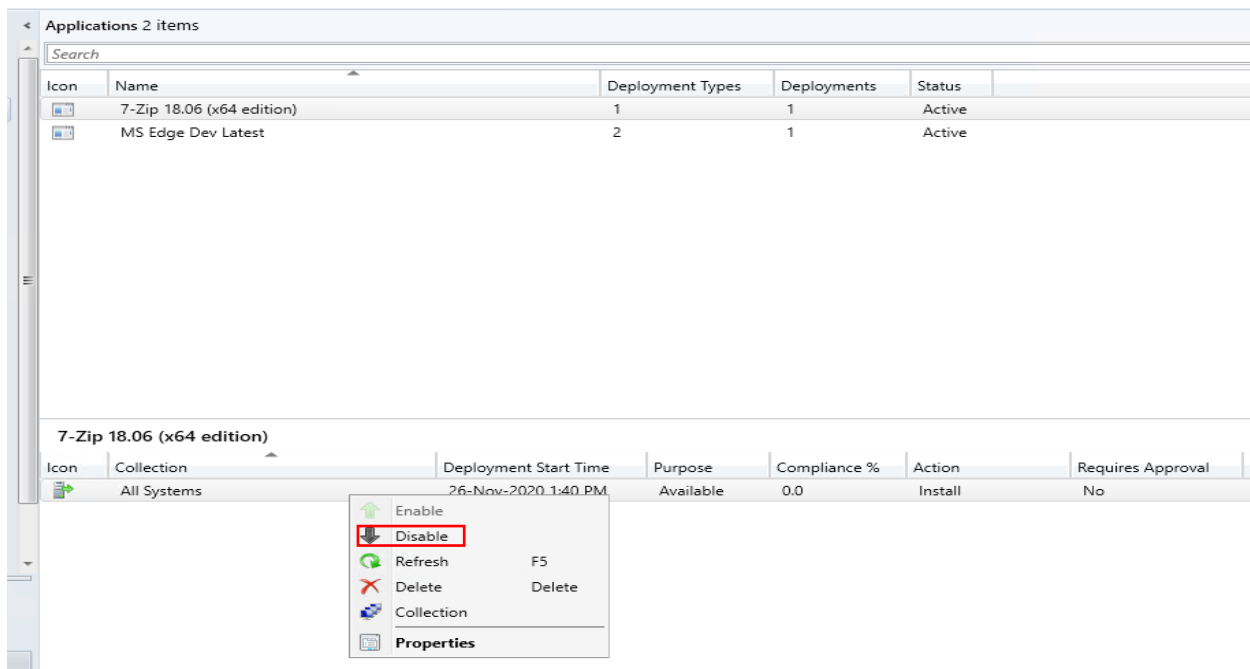 Applications 2 items
Search
Icon Name Deployment Types Deployments Status
7-Zip 18.06 (x64 edition) 1 1 Active
MS Edge Dev Latest 2 1 Active
7-Zip 18.06 (x64 edition)
Icon Collection Deployment Start Time Purpose Compliance % Action Requires Approval
All Systems 26-Nov-2020 1:40 PM Available 0.0 Install No
Enable
Disable
Refresh F5
Delete Delete
Collection
Properties